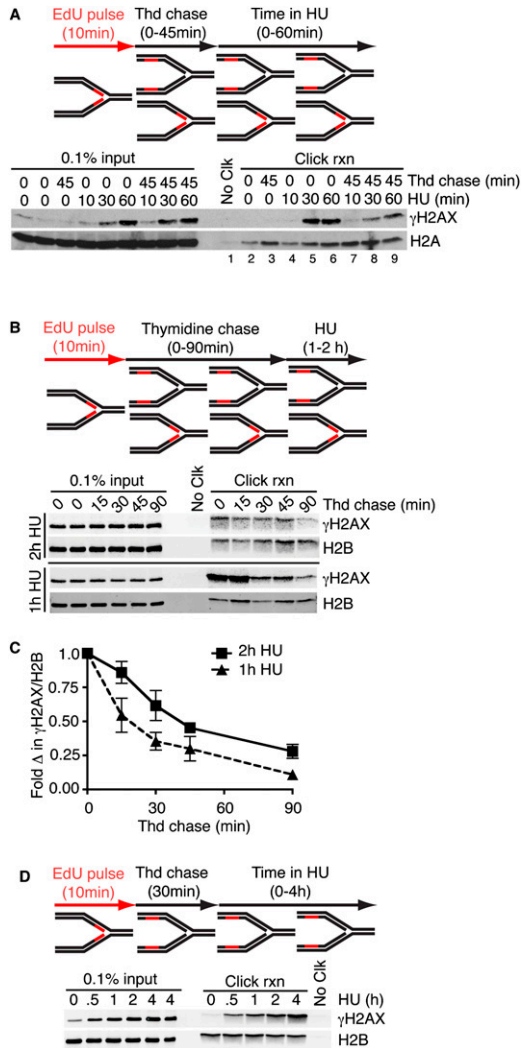 A
EdU pulse Thd chase Time in HU
(10min) (0-45min) (0-60min)
0.1% input No Clk Click rxn
0 0 45 0 0 0 45 45 45 0 45 0 0 0 45 45 45 Thd chase (min)
0 0 0 10 30 60 10 30 60 0 0 10 30 60 10 30 60 HU (min)
γH2AX
H2A
1 2 3 4 5 6 7 8 9
B
EdU pulse Thymidine chase HU
(10min) (0-90min) (1-2 h)
0.1% input No Clk Click rxn
0 0 15 30 45 90 0 15 30 45 90 Thd chase (min)
2h HU γH2AX
H2B
1h HU γH2AX
H2B
C
1.0
0.75
0.50
0.25
0.00
Fold Δ in γH2AX/H2B
2h HU
1h HU
0 30 60 90
Thd chase (min)
D
EdU pulse Thd chase Time in HU
(10min) (30min) (0-4h)
0.1% input Click rxn No Clk
0 .5 1 2 4 4 0 .5 1 2 4 HU (h)
γH2AX
H2B